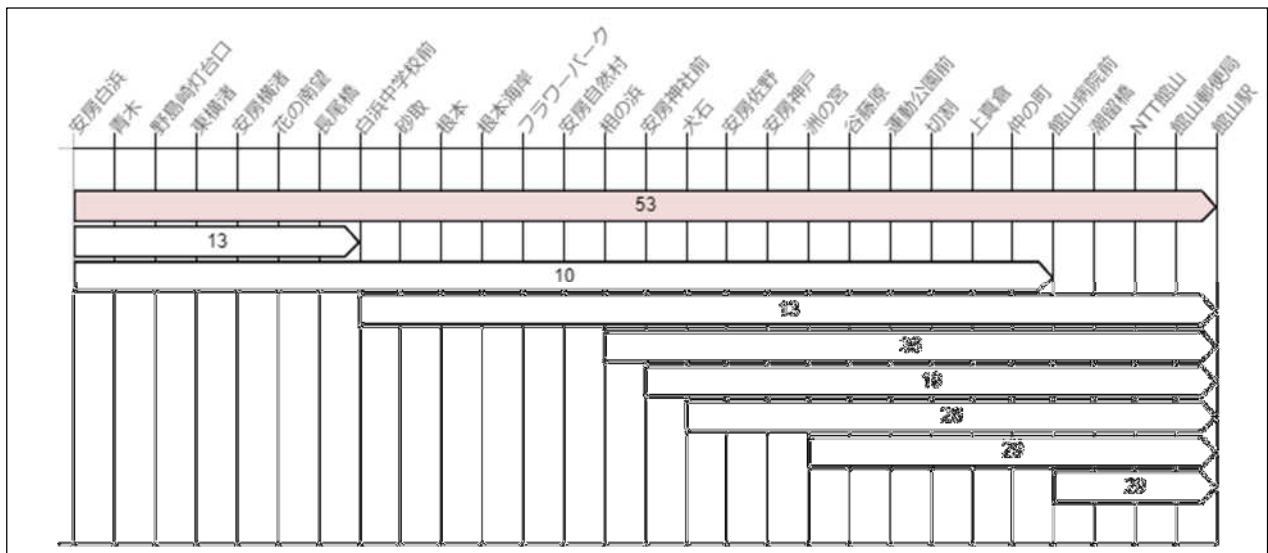 安房白浜
青木
野島崎灯台口
東横渚
安房横渚
花の南望
長尾橋
白浜中学校前
砂取
根本
根本海岸
フラワーパーク
安房自然村
相の浜
安房神社前
犬石
安房佐野
安房神戸
洲の宮
谷藤原
運動公園前
切割
上真倉
仲の町
館山病院前
潮留橋
NTT館山
館山郵便局
館山駅
53
13
10
13